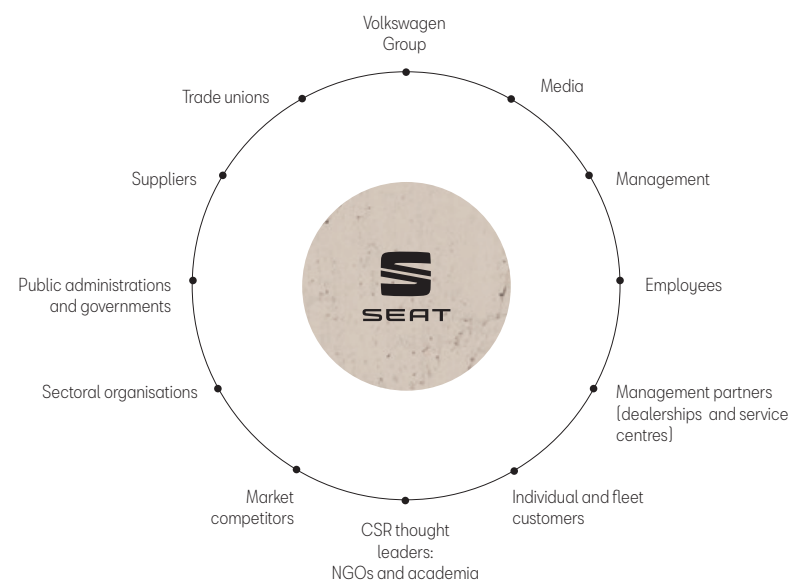 Volkswagen
Group
Media
Management
Employees
Management partners
(dealerships and service
centres)
Individual and fleet
customers
CSR thought
leaders:
NGOs and academia
Market
competitors
Sectoral organisations
Public administrations
and governments
Suppliers
Trade unions
SEAT